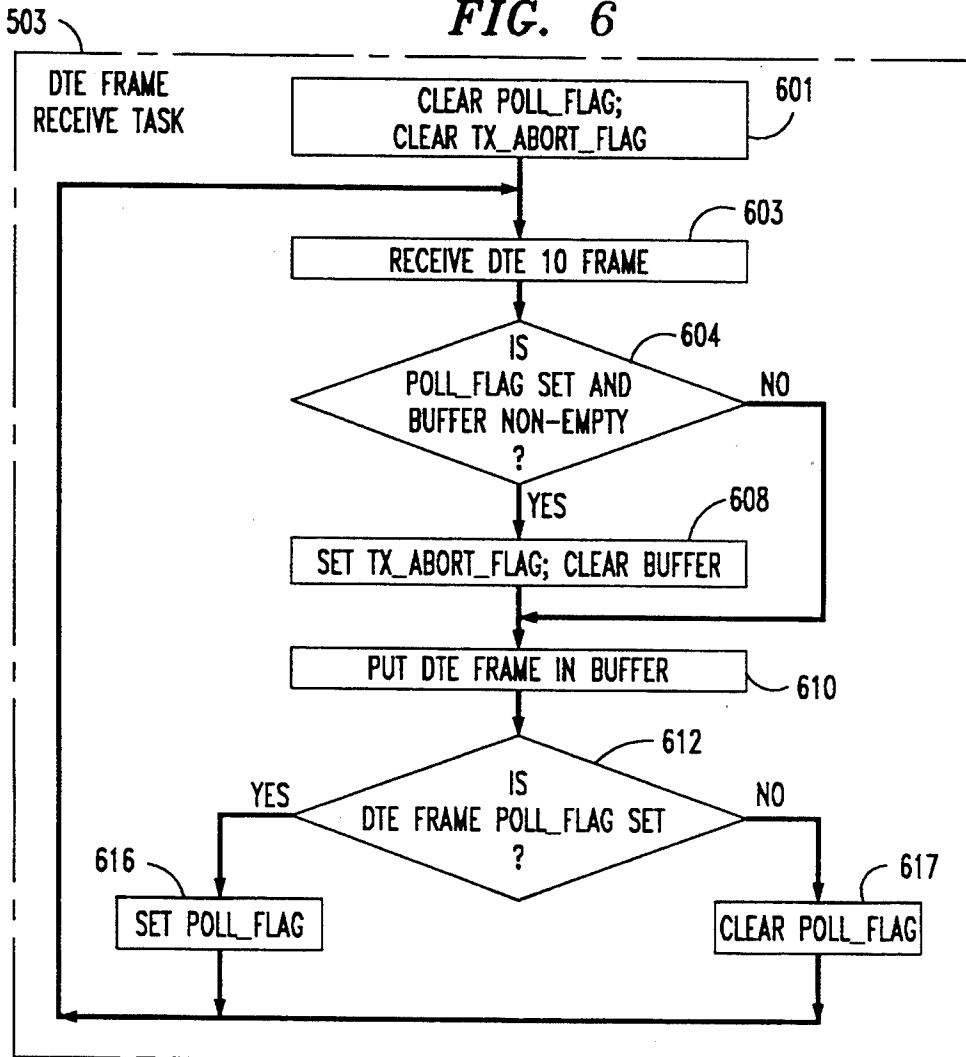 FIG. 6
503
DTE FRAME
RECEIVE TASK
CLEAR POLL_FLAG;
CLEAR TX_ABORT_FLAG
601
603
RECEIVE DTE 10 FRAME
604
IS
POLL_FLAG SET AND
BUFFER NON-EMPTY
?
NO
YES
608
SET TX_ABORT_FLAG; CLEAR BUFFER
PUT DTE FRAME IN BUFFER
610
612
IS
DTE FRAME POLL_FLAG SET
?
YES
NO
616
SET POLL_FLAG
617
CLEAR POLL_FLAG